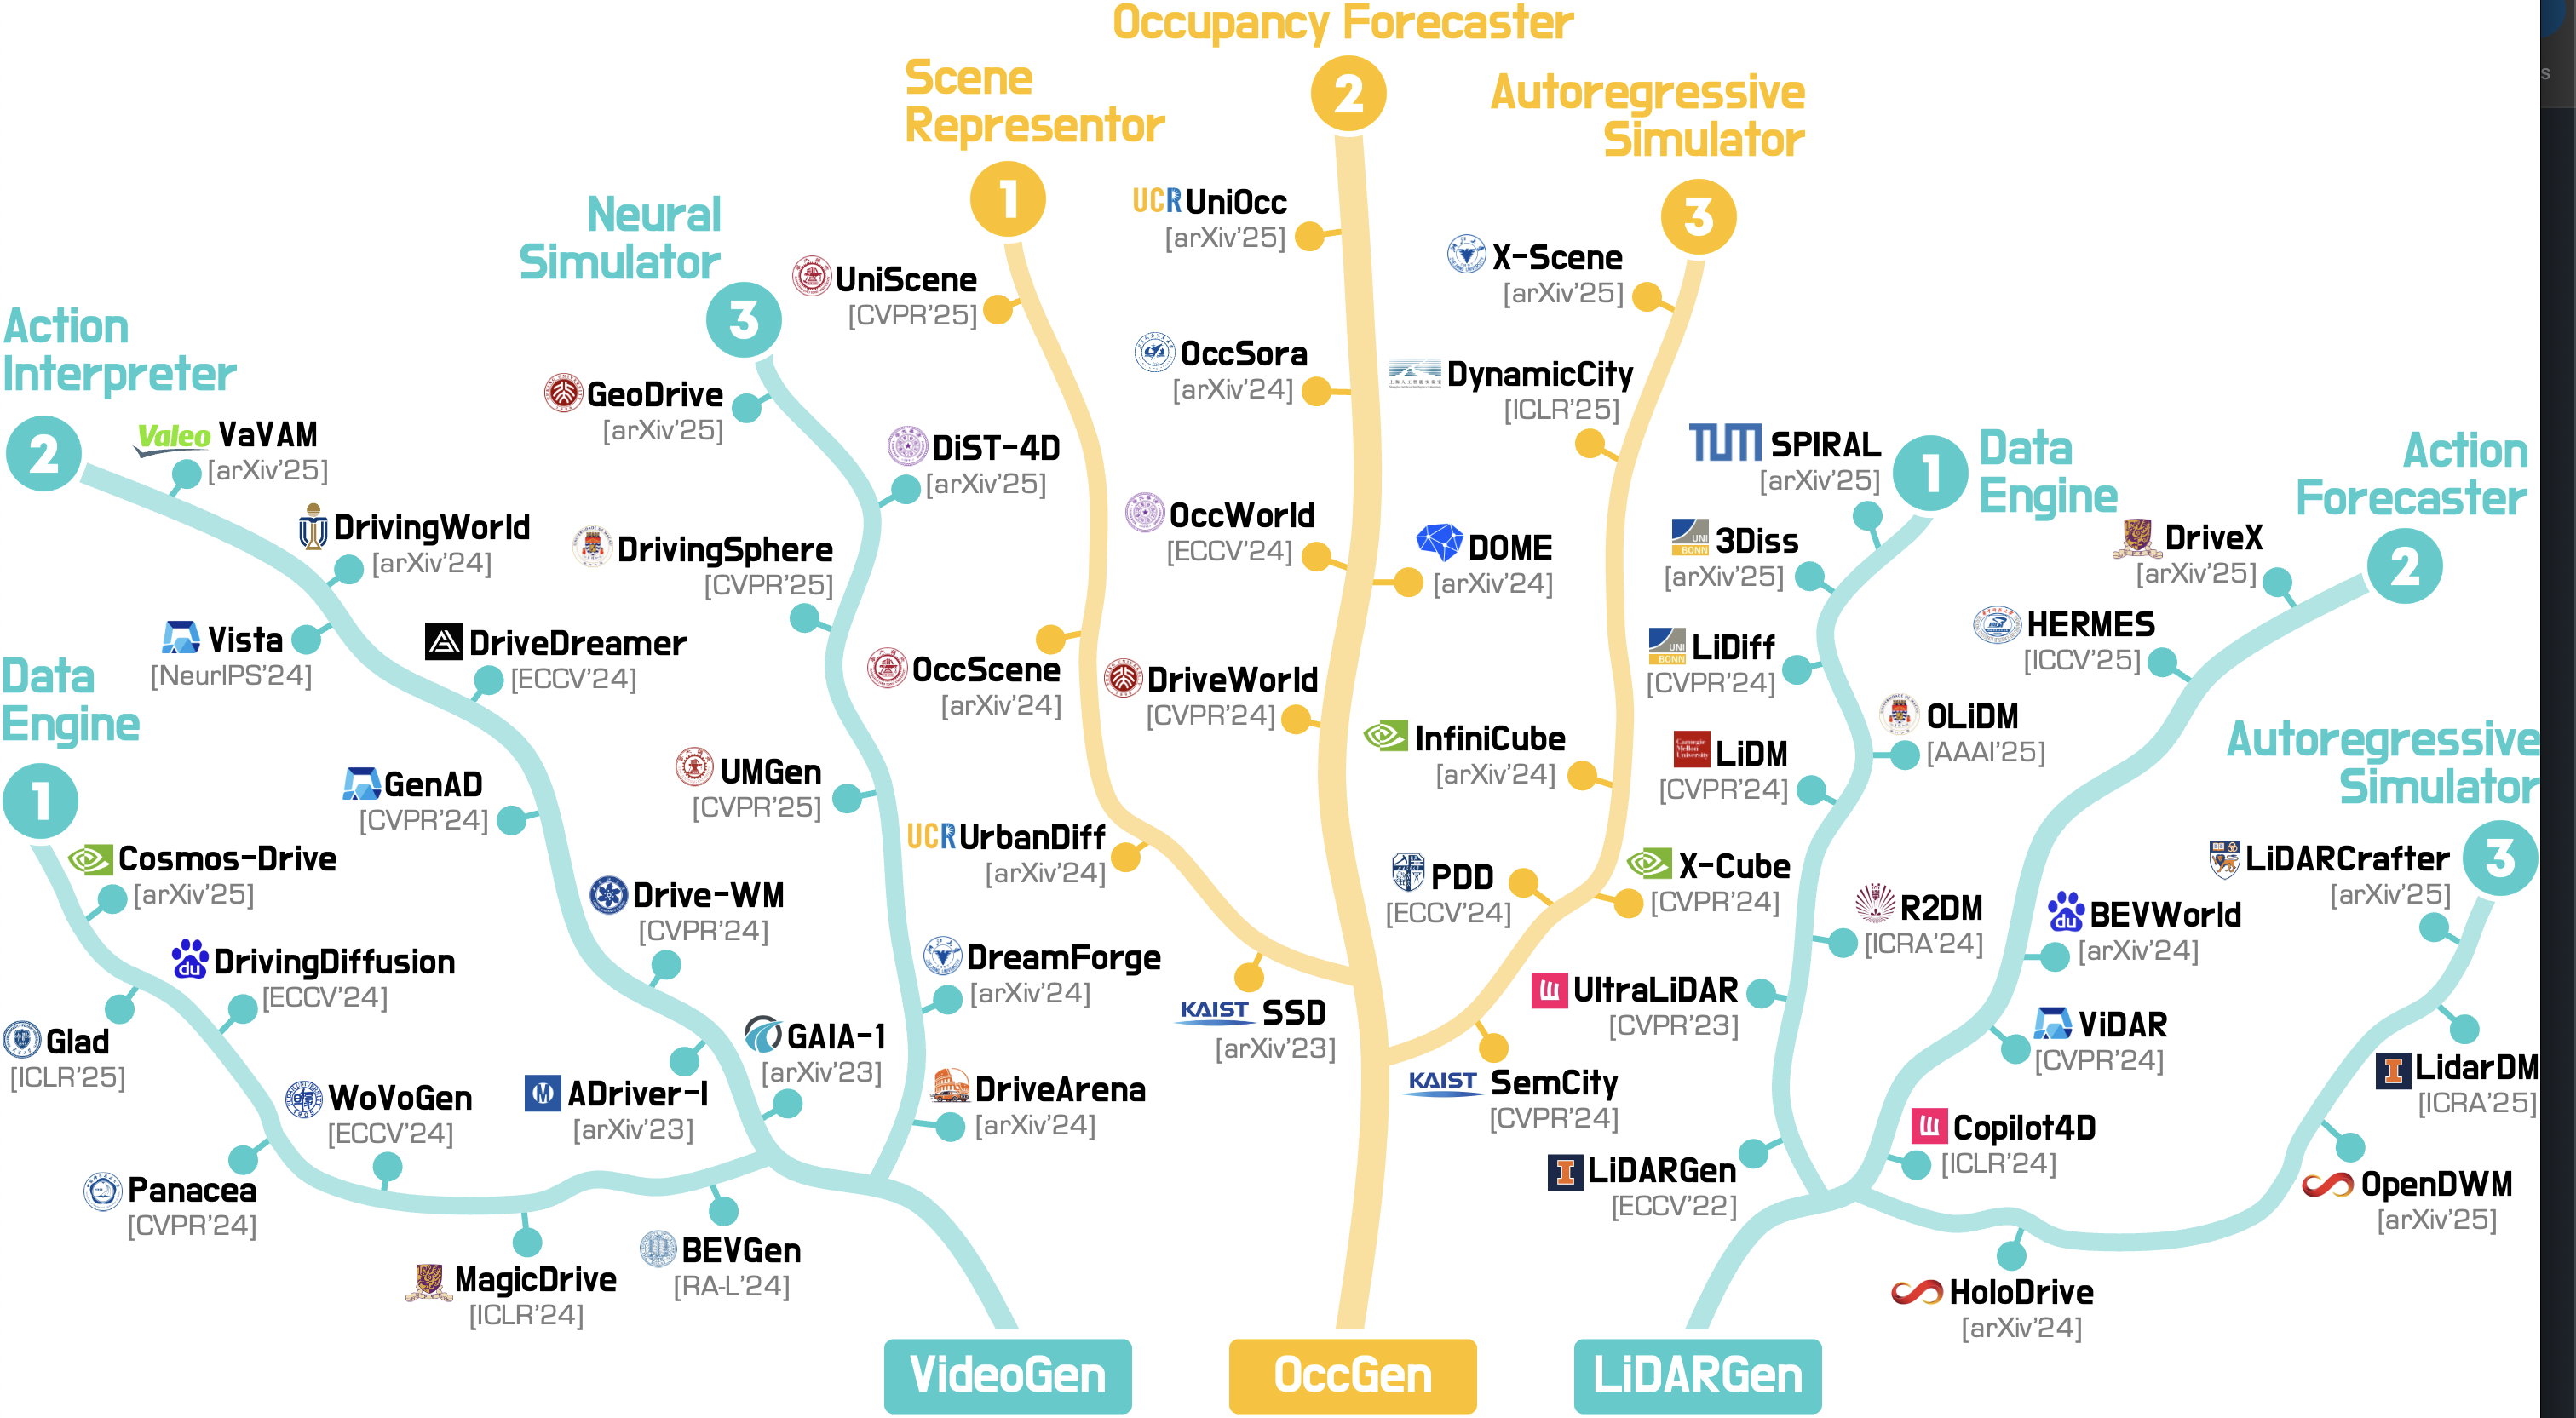 Occupancy Forecaster
2
Scene
Representor
1
Autoregressive
Simulator
3
UCR UniOcc
[arXiv'25]
X-Scene
[arXiv'25]
UniScene
[CVPR'25]
OccSora
[arXiv'24]
DynamicCity
[ICLR'25]
OccWorld
[ECCV'24]
DOME
[arXiv'24]
OccScene
[arXiv'24]
DriveWorld
[CVPR'24]
InfiniCube
[arXiv'24]
UCR UrbanDiff
[arXiv'24]
PDD
[ECCV'24]
X-Cube
[CVPR'24]
KAIST SSD
[arXiv'23]
KAIST SemCity
[CVPR'24]
OccGen
Neural
Simulator
3
GeoDrive
[arXiv'25]
DiST-4D
[arXiv'25]
DrivingSphere
[CVPR'25]
UMGen
[CVPR'25]
DreamForge
[arXiv'24]
DriveArena
[arXiv'24]
Action
Interpreter
2
Valeo VaVAM
[arXiv'25]
DrivingWorld
[arXiv'24]
Vista
[NeurIPS'24]
DriveDreamer
[ECCV'24]
GenAD
[CVPR'24]
Drive-WM
[CVPR'24]
ADriver-I
[arXiv'23]
GAIA-1
[arXiv'23]
Data
Engine
1
Cosmos-Drive
[arXiv'25]
Glad
[ICLR'25]
du DrivingDiffusion
[ECCV'24]
Panacea
[CVPR'24]
WoVoGen
[ECCV'24]
MagicDrive
[ICLR'24]
BEVGen
[RA-L'24]
VideoGen
1
Data
Engine
TUM SPIRAL
[arXiv'25]
UNI
BONN
3Diss
[arXiv'25]
UNI
BONN
LiDiff
[CVPR'24]
OLiDM
[AAAI'25]
Carnegie
Mellon
University
LiDM
[CVPR'24]
R2DM
[ICRA'24]
UltraLiDAR
[CVPR'23]
I LiDARGen
[ECCV'22]
Action
Forecaster
2
DriveX
[arXiv'25]
HERMES
[ICCV'25]
du BEVWorld
[arXiv'24]
ViDAR
[CVPR'24]
Copilot4D
[ICLR'24]
Autoregressive
Simulator
3
LiDARCrafter
[arXiv'25]
I LidarDM
[ICRA'25]
OpenDWM
[arXiv'25]
HoloDrive
[arXiv'24]
LiDARGen
s